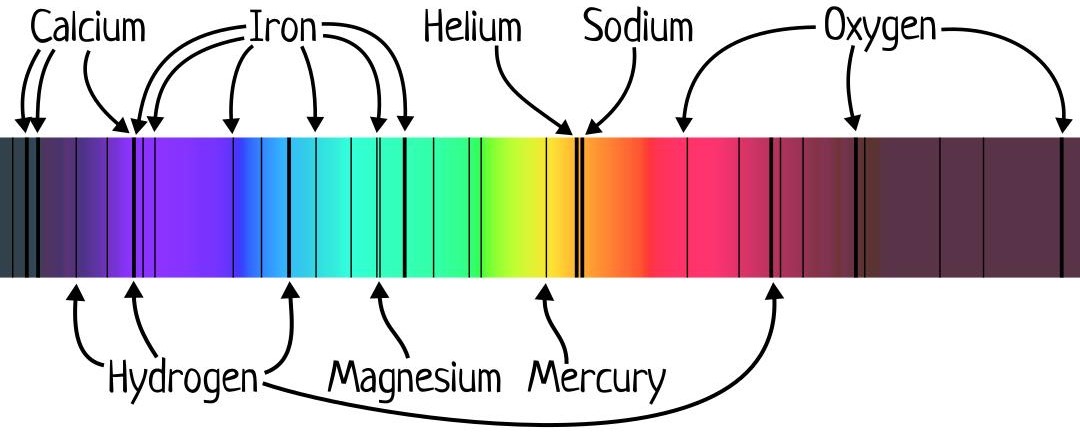 Calcium
Iron
Helium
Sodium
Oxygen
Hydrogen
Magnesium
Mercury